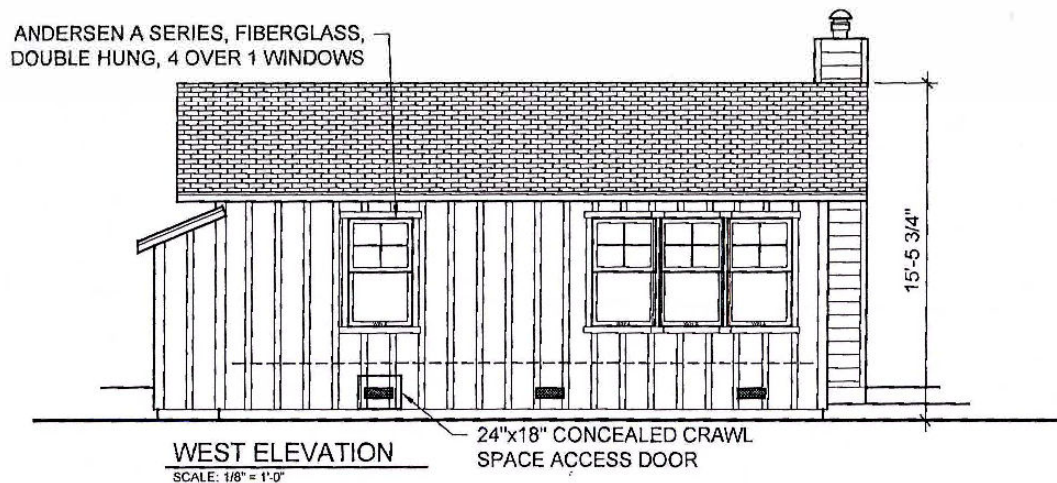 ANDERSEN A SERIES, FIBERGLASS,
DOUBLE HUNG, 4 OVER 1 WINDOWS
15'-5 3/4"
24"x18" CONCEALED CRAWL
SPACE ACCESS DOOR
WEST ELEVATION
SCALE: 1/8" = 1'-0"